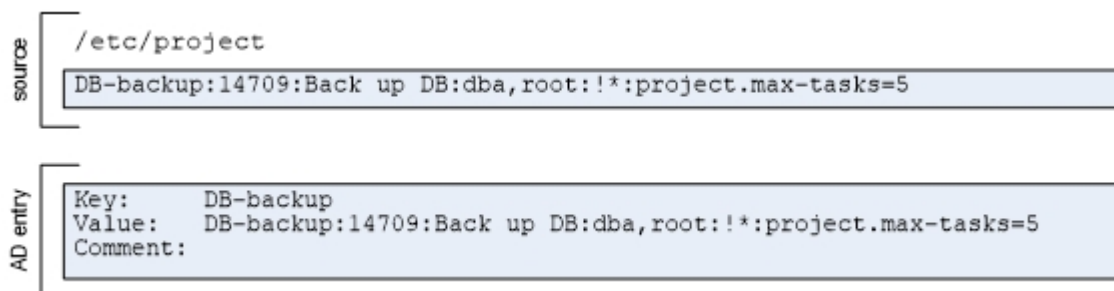 source
/etc/project
DB-backup:14709:Back up DB:dba,root:!*:project.max-tasks=5
AD entry
Key: DB-backup
Value: DB-backup:14709:Back up DB:dba,root:!*:project.max-tasks=5
Comment: